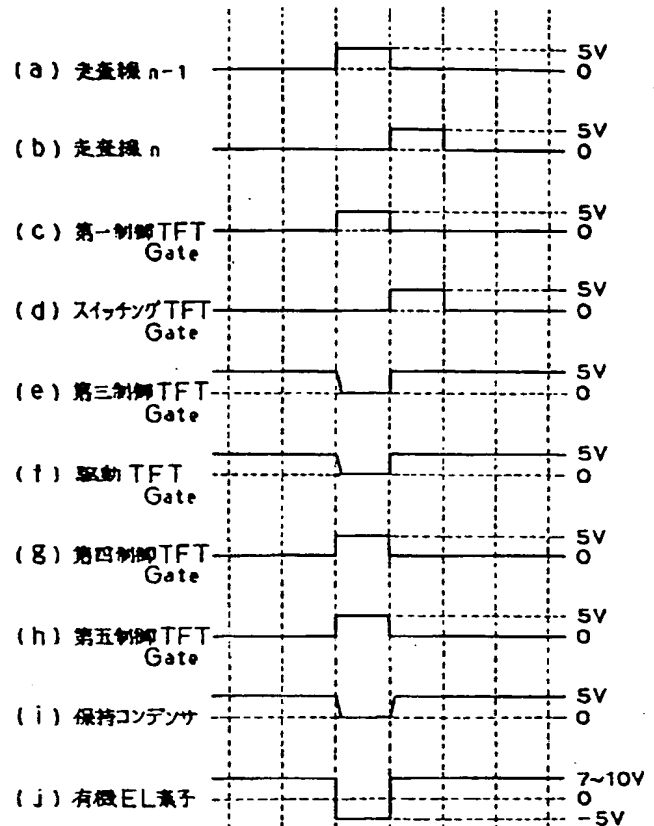 5V
(a) 走査線 n-1 0
5V
(b) 走査線 n 0
5V
(c) 第一制御TFT 0
Gate
5V
(d) スイッチングTFT 0
Gate
5V
(e) 第三制御TFT 0
Gate
5V
(f) 駆動TFT 0
Gate
5V
(g) 第四制御TFT 0
Gate
5V
(h) 第五制御TFT 0
Gate
5V
(i) 保持コンデンサ 0
7~10V
(j) 有機EL素子 0
-5V